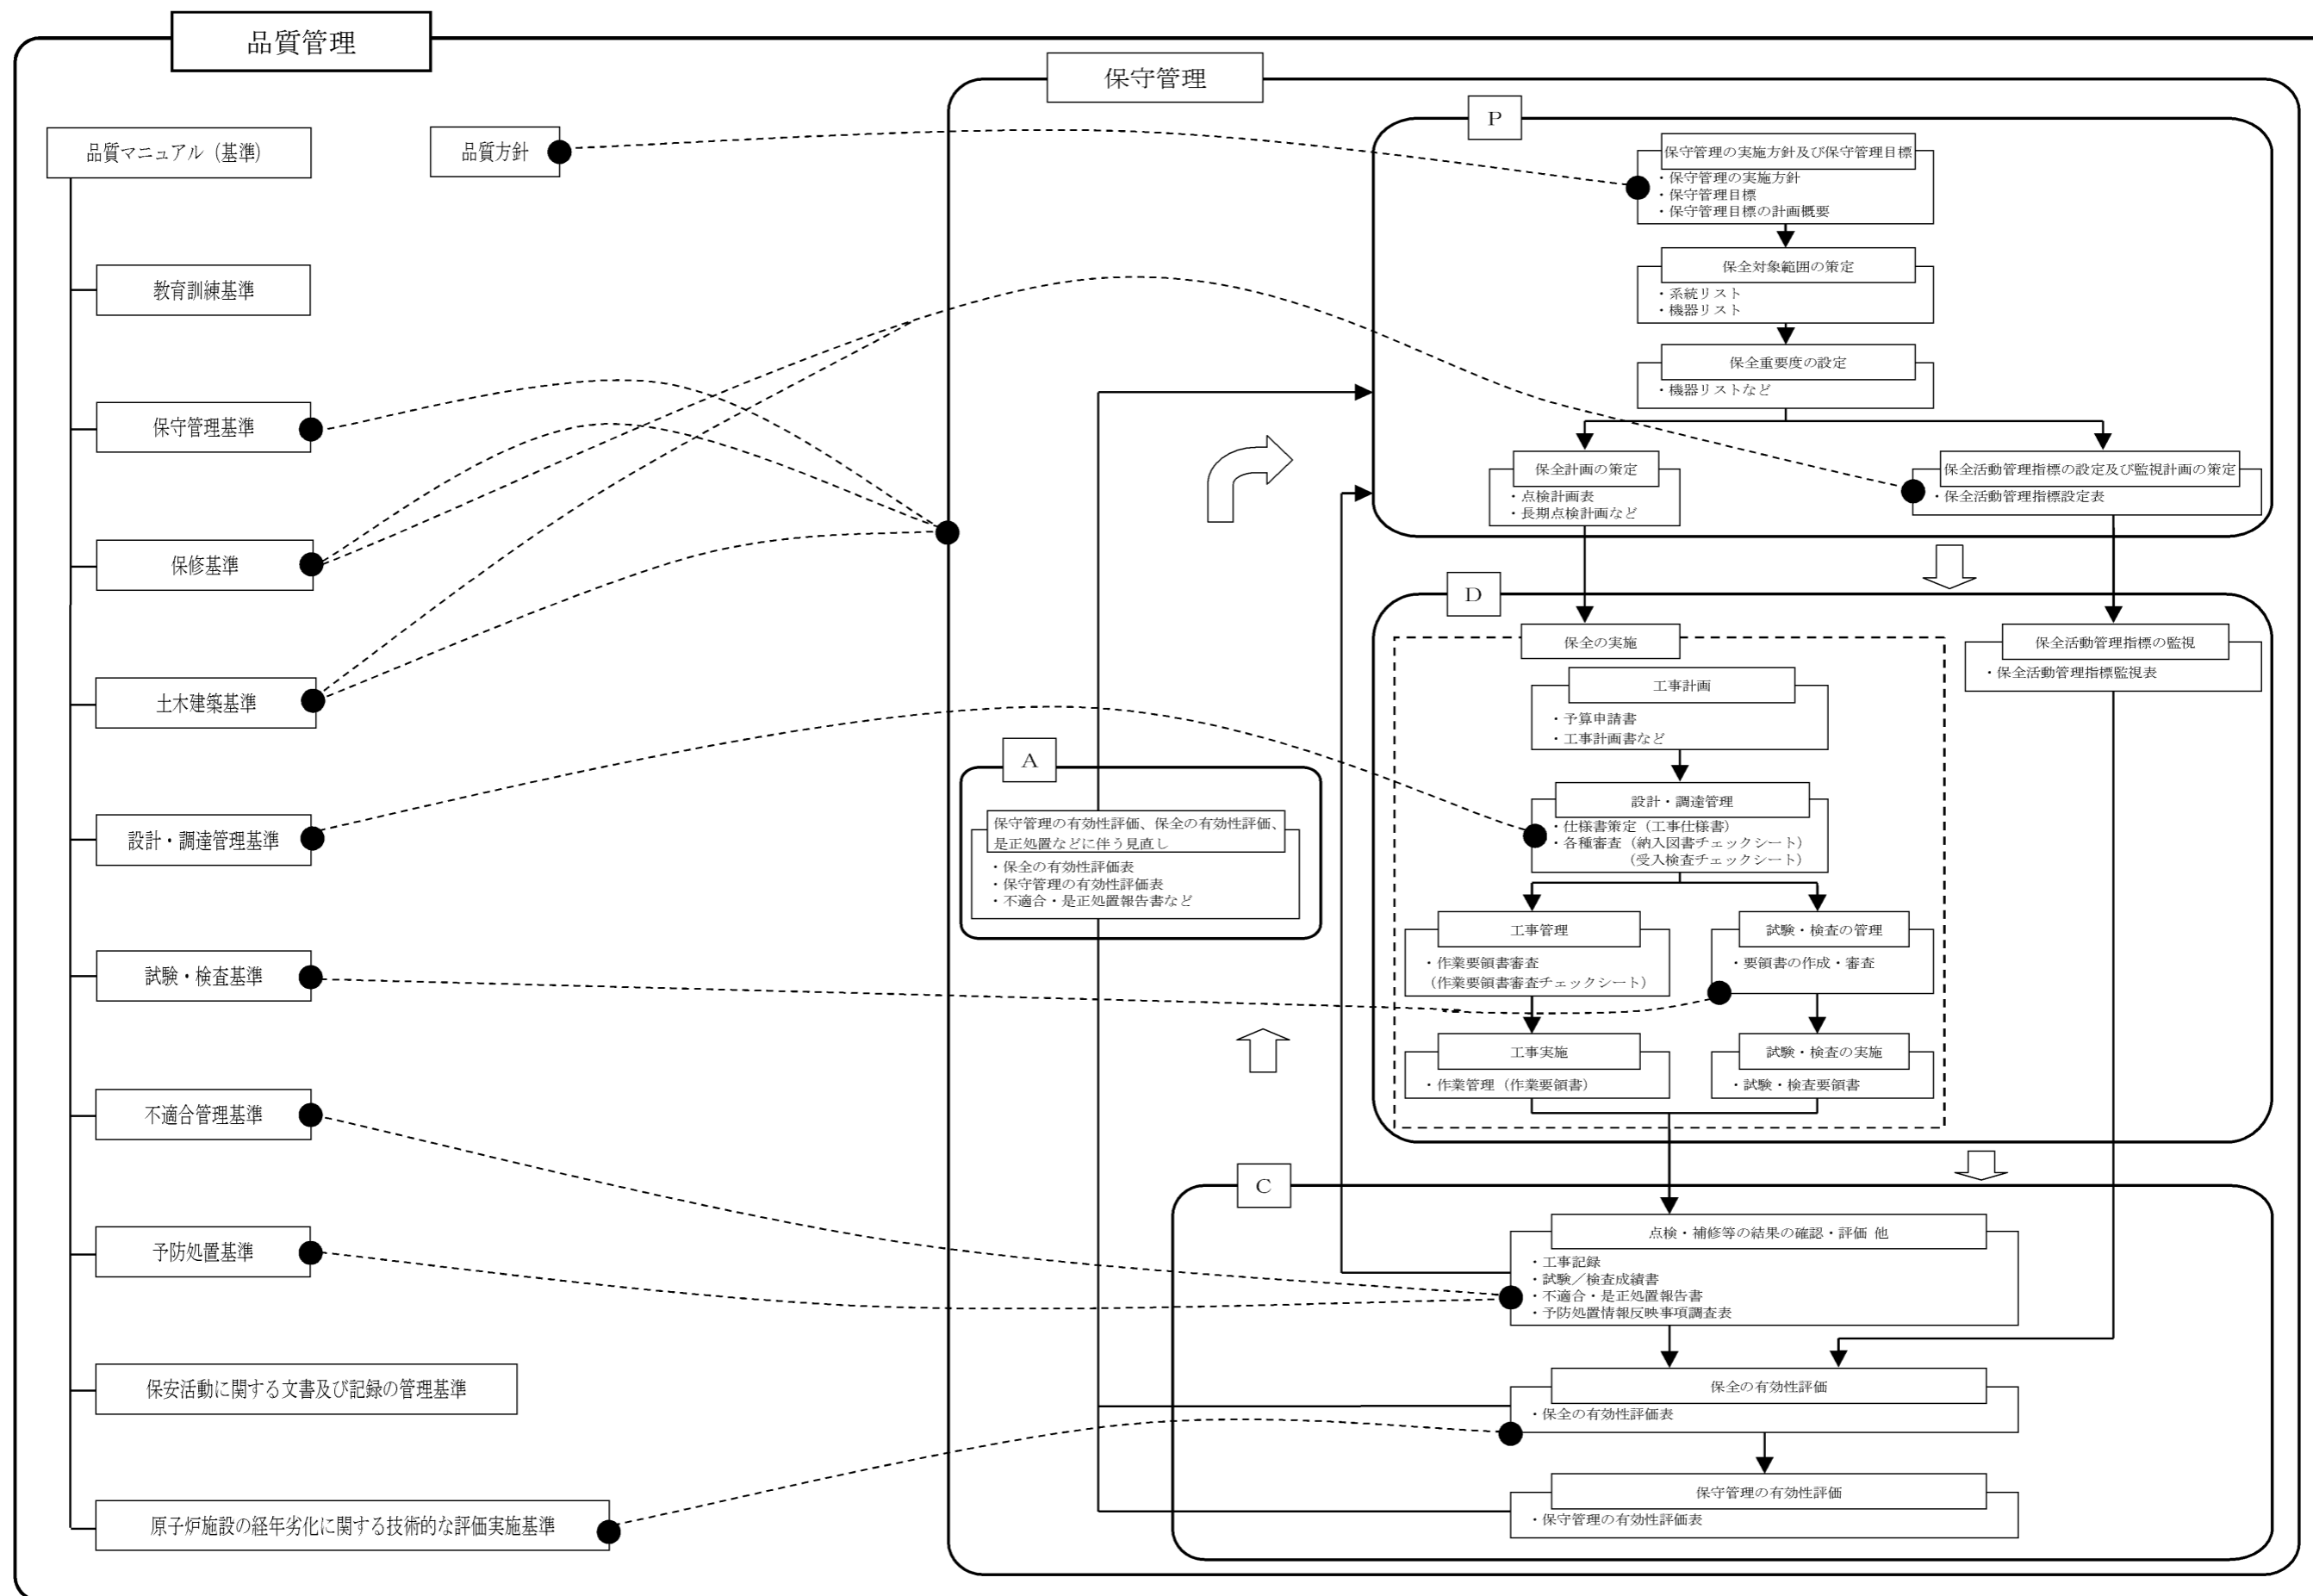 品質管理
品質マニュアル（基準）
品質方針
教育訓練基準
保守管理基準
保修基準
土木建築基準
設計・調達管理基準
試験・検査基準
不適合管理基準
予防処置基準
保安活動に関する文書及び記録の管理基準
原子炉施設の経年劣化に関する技術的な評価実施基準
保守管理
P
保守管理の実施方針及び保守管理目標
・保守管理の実施方針
・保守管理目標
・保守管理目標の計画概要
保全対象範囲の策定
・系統リスト
・機器リスト
保全重要度の設定
・機器リストなど
保全計画の策定
・点検計画表
・長期点検計画など
保全活動管理指標の設定及び監視計画の策定
・保全活動管理指標設定表
D
保全の実施
工事計画
・予算申請書
・工事計画書など
設計・調達管理
・仕様書策定（工事仕様書）
・各種審査（納入図書チェックシート）
（受入検査チェックシート）
工事管理
・作業要領書審査
（作業要領書審査チェックシート）
試験・検査の管理
・要領書の作成・審査
工事実施
・作業管理（作業要領書）
試験・検査の実施
・試験・検査要領書
保全活動管理指標の監視
・保全活動管理指標監視表
A
保守管理の有効性評価、保全の有効性評価、
是正処置などに伴う見直し
・保全の有効性評価表
・保守管理の有効性評価表
・不適合・是正処置報告書など
C
点検・補修等の結果の確認・評価 他
・工事記録
・試験／検査成績書
・不適合・是正処置報告書
・予防処置情報反映事項調査表
保全の有効性評価
・保全の有効性評価表
保守管理の有効性評価
・保守管理の有効性評価表